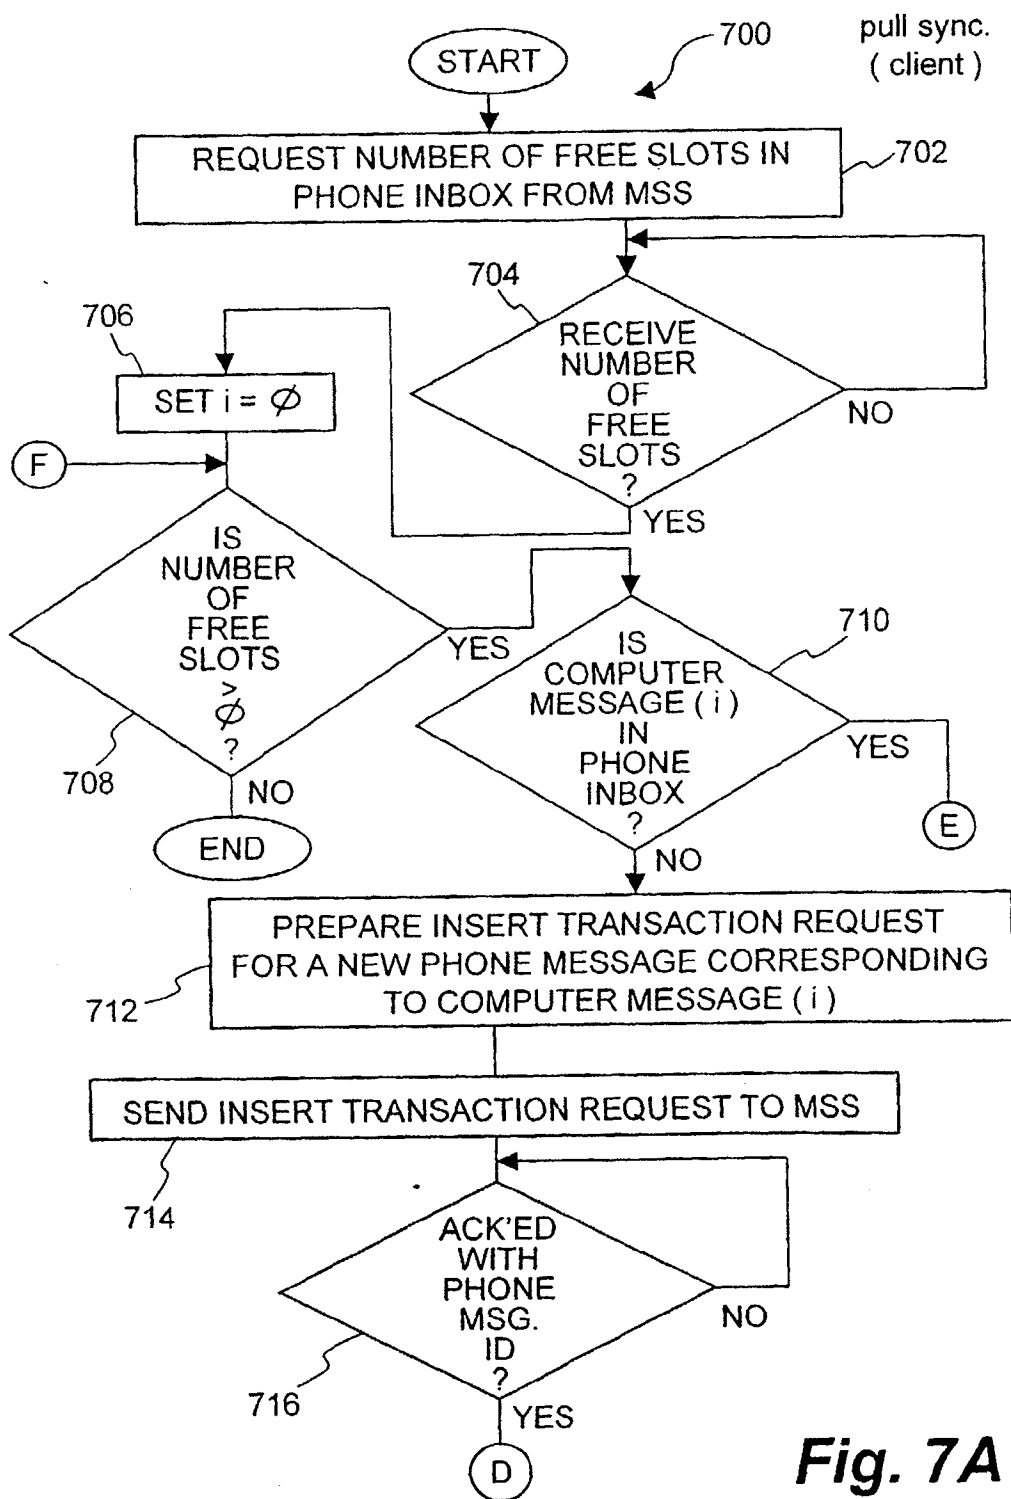 START
700
pull sync.
( client )
REQUEST NUMBER OF FREE SLOTS IN
PHONE INBOX FROM MSS
702
704
RECEIVE
NUMBER
OF
FREE
SLOTS
?
NO
YES
706
SET i = Ø
F
IS
NUMBER
OF
FREE
SLOTS
>
Ø
?
YES
708
NO
END
710
IS
COMPUTER
MESSAGE ( i )
IN
PHONE
INBOX
?
YES
E
NO
PREPARE INSERT TRANSACTION REQUEST
FOR A NEW PHONE MESSAGE CORRESPONDING
TO COMPUTER MESSAGE ( i )
712
SEND INSERT TRANSACTION REQUEST TO MSS
714
ACK'ED
WITH
PHONE
MSG.
ID
?
NO
716
YES
D
Fig. 7A